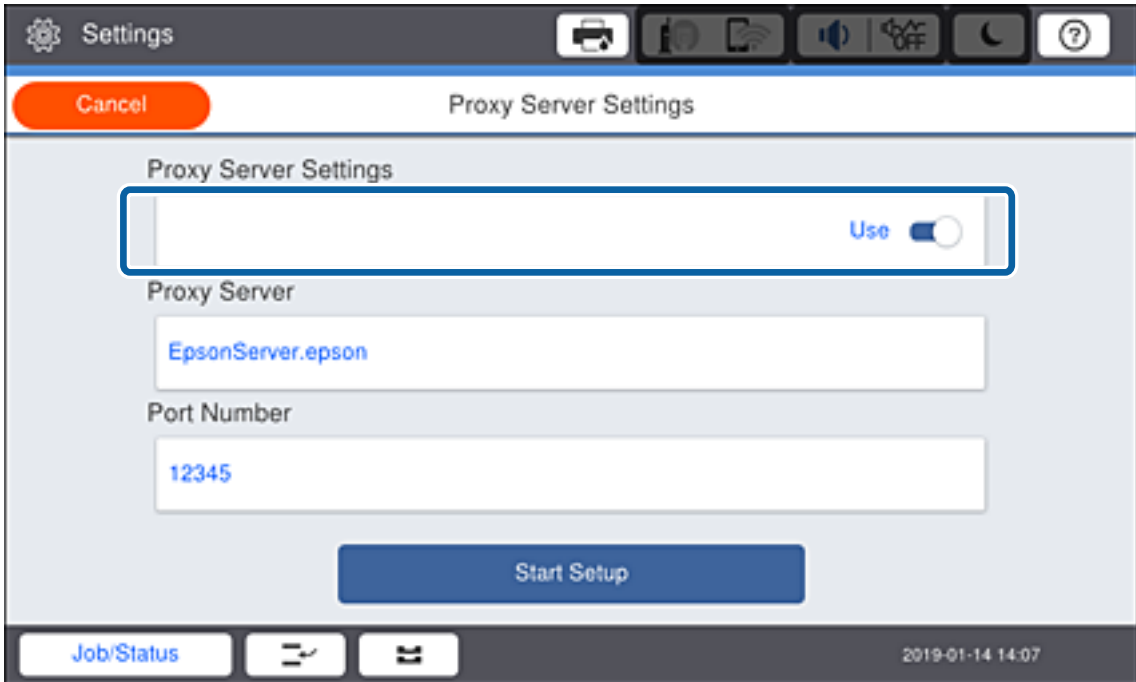 Settings
OFF
?
Cancel
Proxy Server Settings
Proxy Server Settings
Use
Proxy Server
EpsonServer.epson
Port Number
12345
Start Setup
Job/Status
2019-01-14 14:07